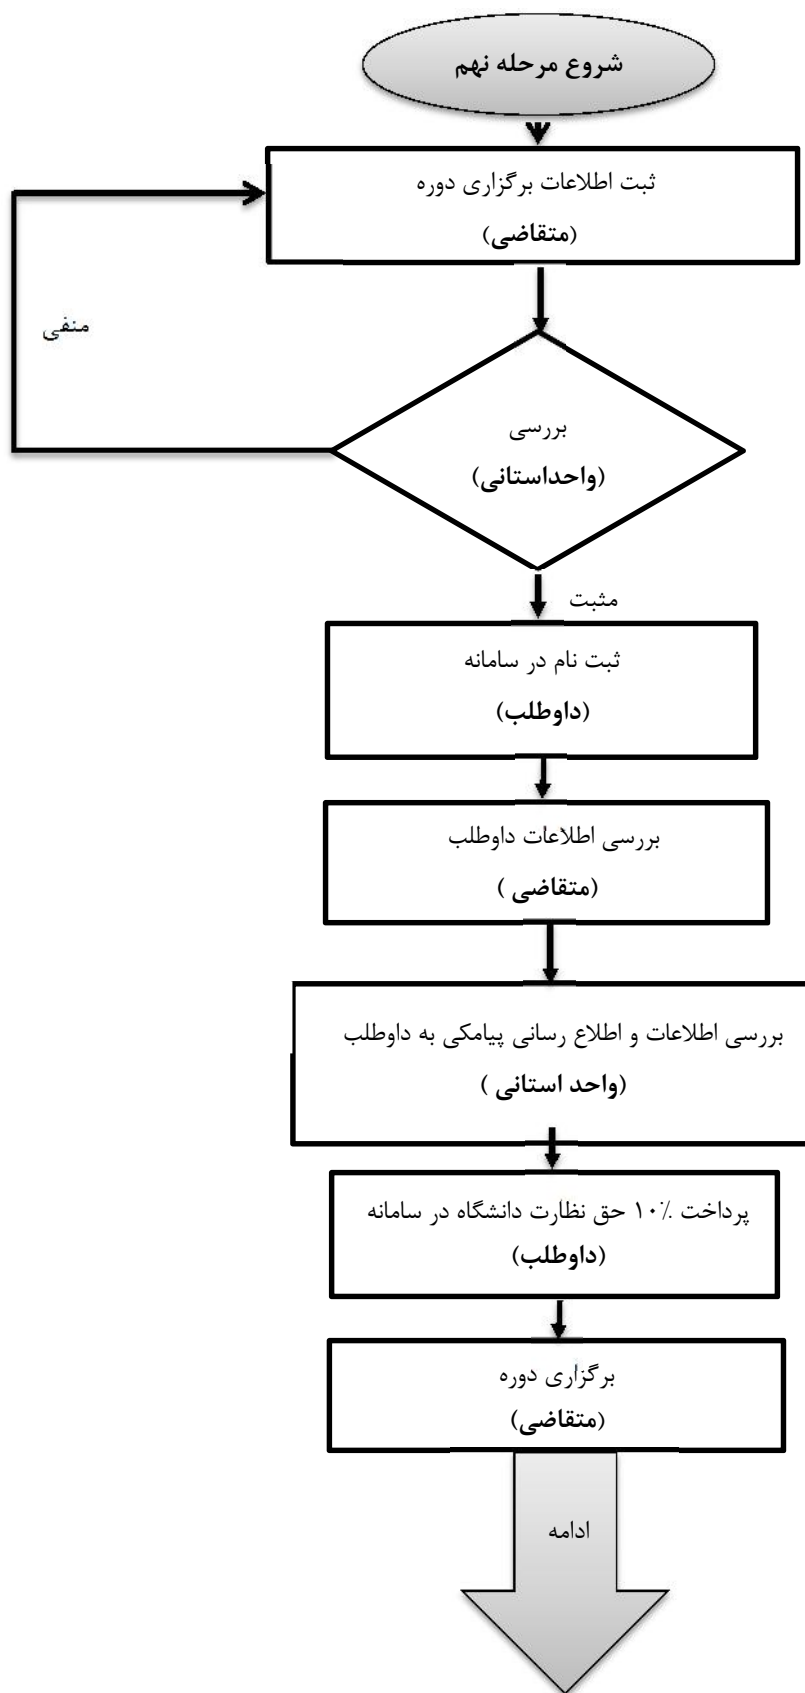 شروع مرحله نهم
ثبت اطلاعات برگزاری دوره
(متقاضی)
منفی
بررسی
(واحداستانی)
مثبت
ثبت نام در سامانه
(داوطلب)
بررسی اطلاعات داوطلب
(متقاضی )
بررسی اطلاعات و اطلاع رسانی پیامکی به داوطلب
(واحد استانی )
پرداخت ۱۰٪ حق نظارت دانشگاه در سامانه
(داوطلب)
برگزاری دوره
(متقاضی)
ادامه